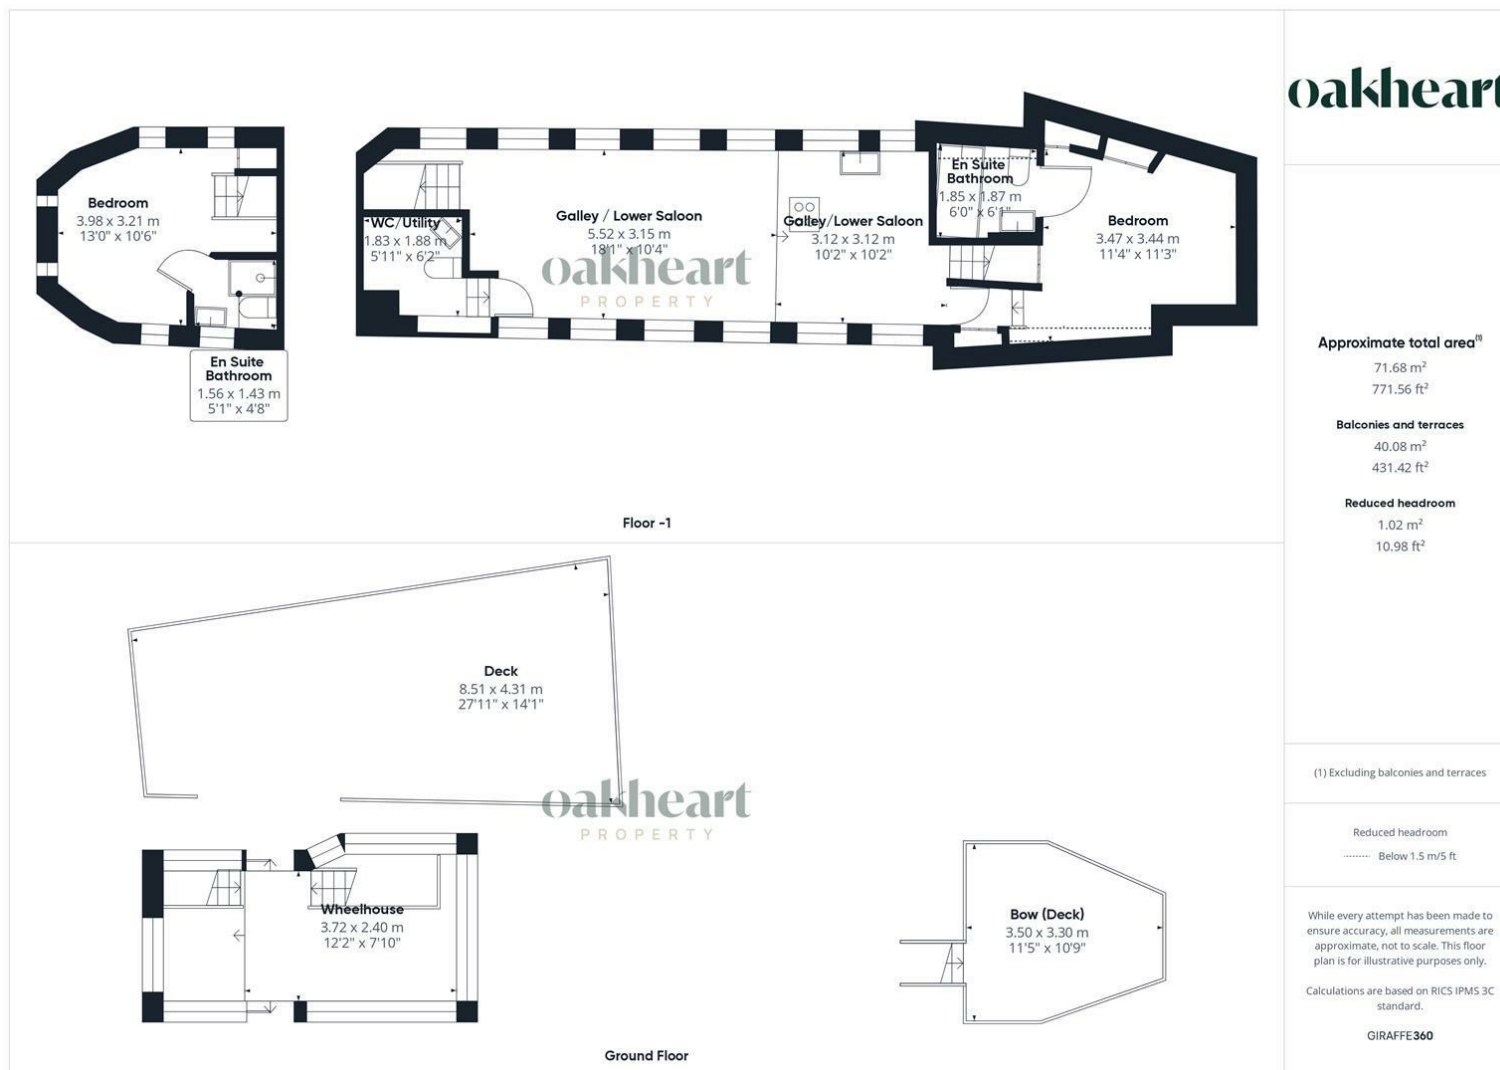 Bedroom
3.98 x 3.21 m
13'0" x 10'6"
En Suite
Bathroom
1.56 x 1.43 m
5'1" x 4'8"
WC/Utility
1.83 x 1.88 m
5'11" x 6'2"
Galley / Lower Saloon
5.52 x 3.15 m
18'1" x 10'4"
Galley/Lower Saloon
3.12 x 3.12 m
10'2" x 10'2"
En Suite
Bathroom
1.85 x 1.87 m
6'0" x 6'1"
Bedroom
3.47 x 3.44 m
11'4" x 11'3"
oakheart
PROPERTY
Floor -1
Deck
8.51 x 4.31 m
27'11" x 14'1"
oakheart
PROPERTY
Wheelhouse
3.72 x 2.40 m
12'2" x 7'10"
Bow (Deck)
3.50 x 3.30 m
11'5" x 10'9"
Ground Floor
oakheart
Approximate total area(1)
71.68 m²
771.56 ft²
Balconies and terraces
40.08 m²
431.42 ft²
Reduced headroom
1.02 m²
10.98 ft²
(1) Excluding balconies and terraces
Reduced headroom
Below 1.5 m/5 ft
While every attempt has been made to
ensure accuracy, all measurements are
approximate, not to scale. This floor
plan is for illustrative purposes only.
Calculations are based on RICS IPMS 3C
standard.
GIRAFFE360